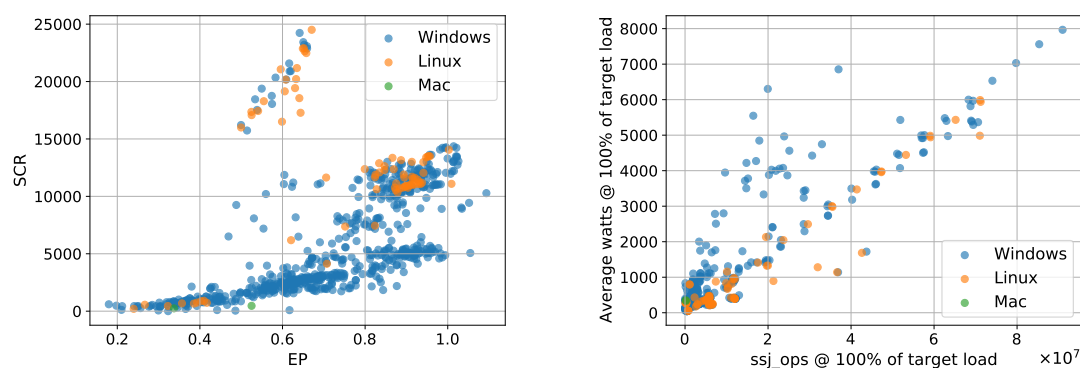 25000
20000
15000
10000
5000
0
SCR
0.2 0.4 0.6 0.8 1.0
EP
Windows
Linux
Mac
8000
7000
6000
5000
4000
3000
2000
1000
0
Average watts @ 100% of target load
0 2 4 6 8
×10⁷
ssj_ops @ 100% of target load
Windows
Linux
Mac